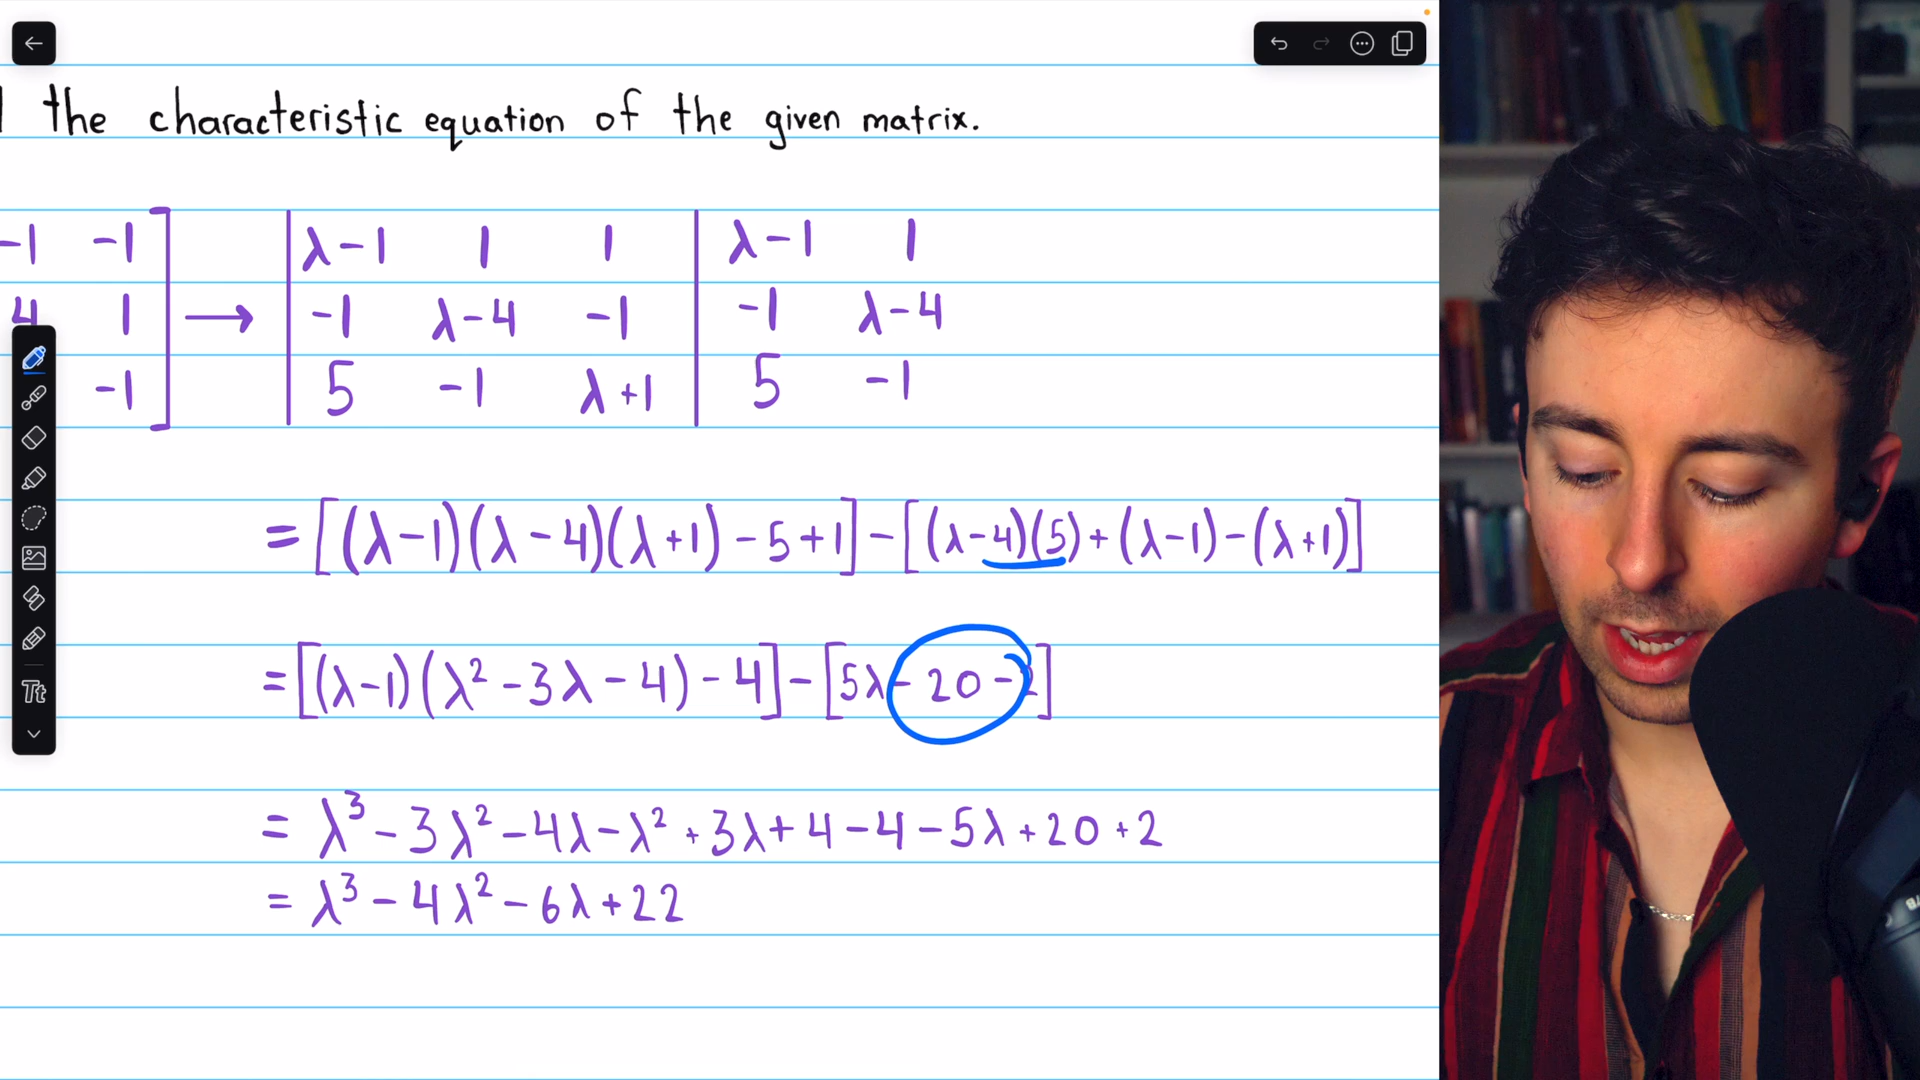 the characteristic equation of the given matrix.
-1 -1 ] → | λ-1 1 1 | λ-1 1
4 1 -1 λ-4 -1 -1 λ-4
-1 5 -1 λ+1 5 -1
= [(λ-1)(λ-4)(λ+1) - 5 + 1] - [(λ-4)(5) + (λ-1) - (λ+1)]
= [(λ-1)(λ² - 3λ - 4) - 4] - [5λ - 20 - 2]
= λ³ - 3λ² - 4λ - λ² + 3λ + 4 - 4 - 5λ + 20 + 2
= λ³ - 4λ² - 6λ + 22
Tt